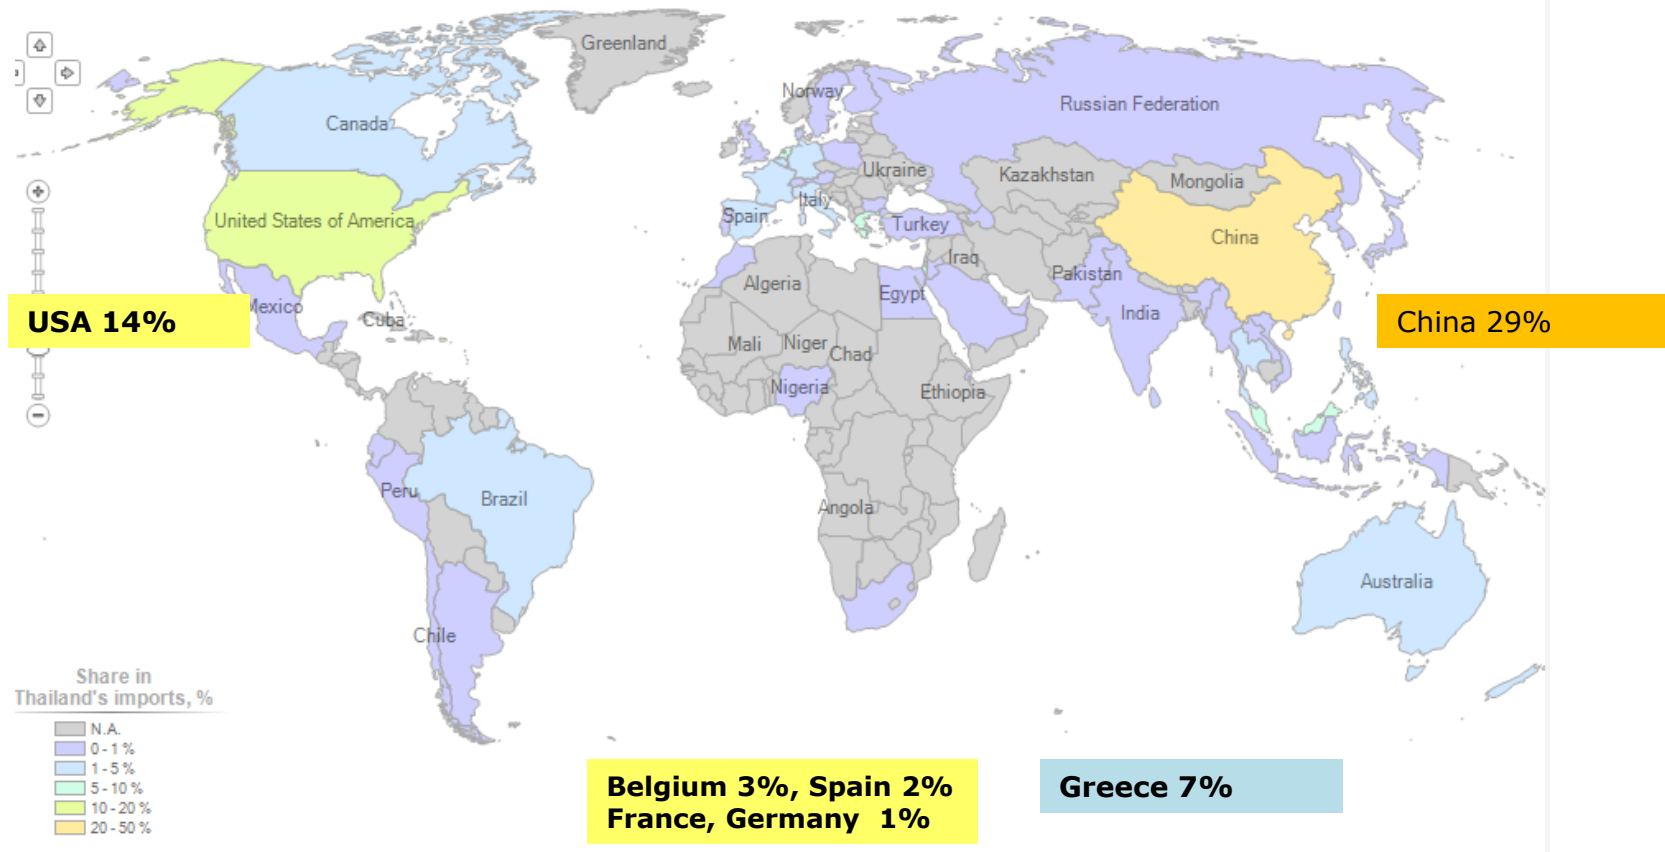 Greenland
Norway
Russian Federation
Canada
Ukraine
Kazakhstan
Mongolia
Italy
Spain
United States of America
Turkey
China
Iraq
Pakistan
Algeria
Egypt
India
Mexico
Cuba
USA 14%
China 29%
Mali
Niger
Chad
Nigeria
Ethiopia
Peru
Brazil
Angola
Australia
Chile
Share in
Thailand's imports, %
N.A.
0 - 1 %
1 - 5 %
5 - 10 %
10 - 20 %
20 - 50 %
Belgium 3%, Spain 2%
France, Germany 1%
Greece 7%